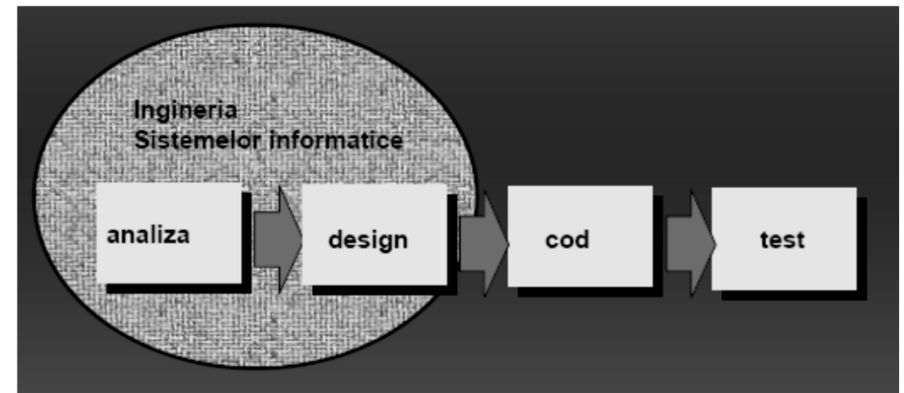 Ingineria
Sistemelor informatice
analiza
design
cod
test